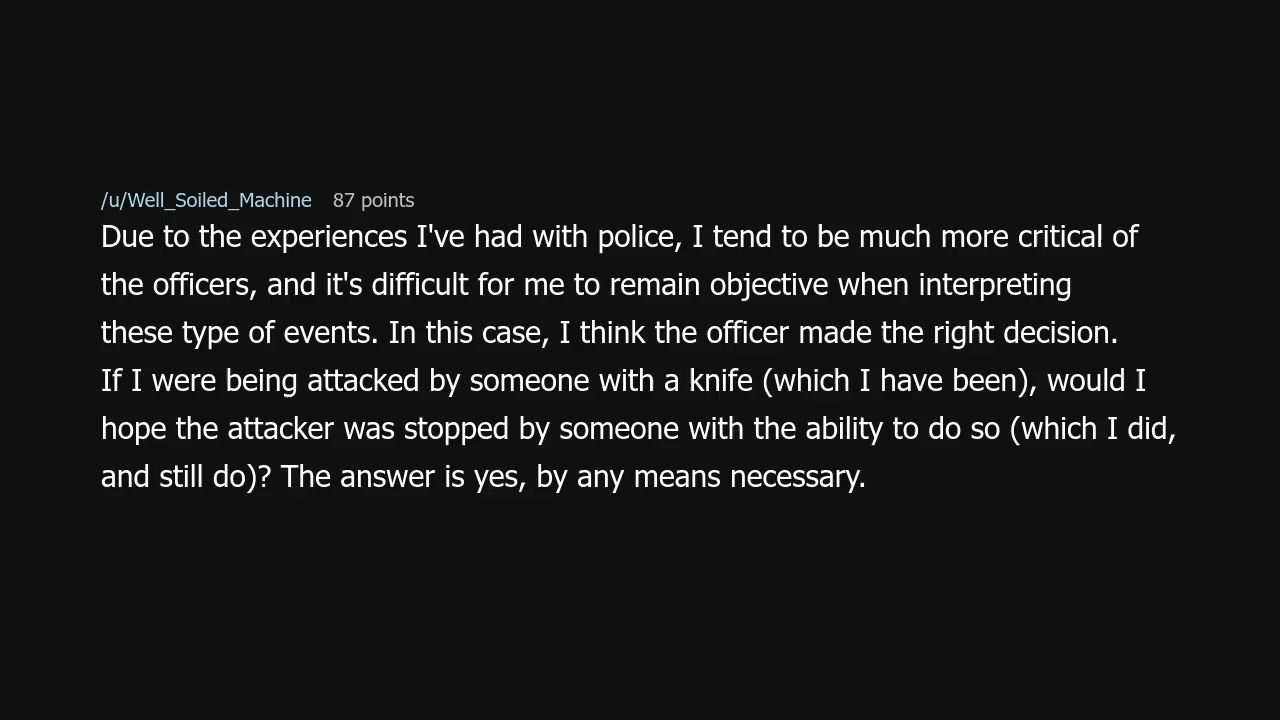 /u/Well_Soiled_Machine 87 points
Due to the experiences I've had with police, I tend to be much more critical of
the officers, and it's difficult for me to remain objective when interpreting
these type of events. In this case, I think the officer made the right decision.
If I were being attacked by someone with a knife (which I have been), would I
hope the attacker was stopped by someone with the ability to do so (which I did,
and still do)? The answer is yes, by any means necessary.